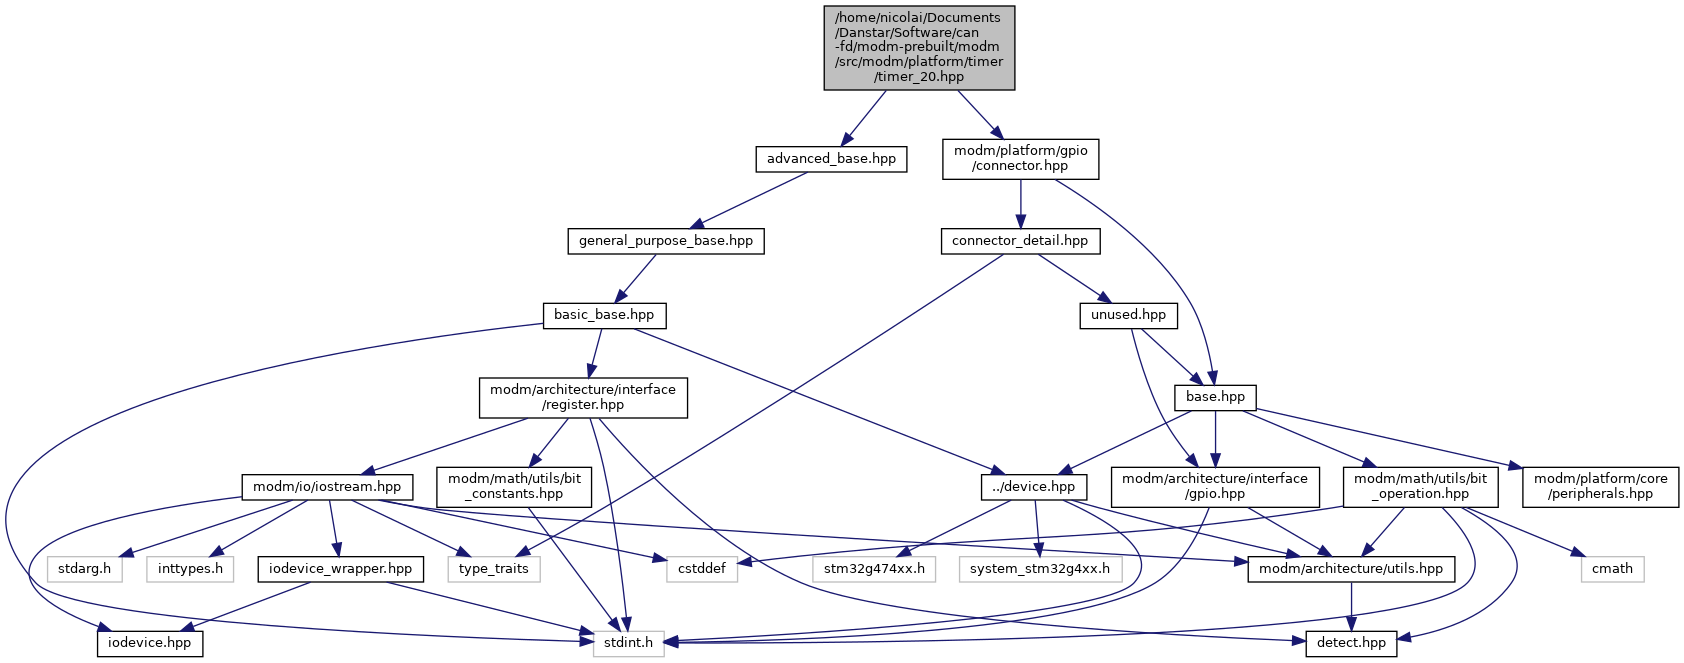 /home/nicolai/Documents
/Danstar/Software/can
-fd/modm-prebuilt/modm
/src/modm/platform/timer
/timer_20.hpp
advanced_base.hpp
modm/platform/gpio
/connector.hpp
general_purpose_base.hpp
connector_detail.hpp
basic_base.hpp
unused.hpp
modm/architecture/interface
/register.hpp
base.hpp
modm/io/iostream.hpp
modm/math/utils/bit
_constants.hpp
../device.hpp
modm/architecture/interface
/gpio.hpp
modm/math/utils/bit
_operation.hpp
modm/platform/core
/peripherals.hpp
stdarg.h
inttypes.h
iodevice_wrapper.hpp
type_traits
cstddef
stm32g474xx.h
system_stm32g4xx.h
modm/architecture/utils.hpp
cmath
iodevice.hpp
stdint.h
detect.hpp